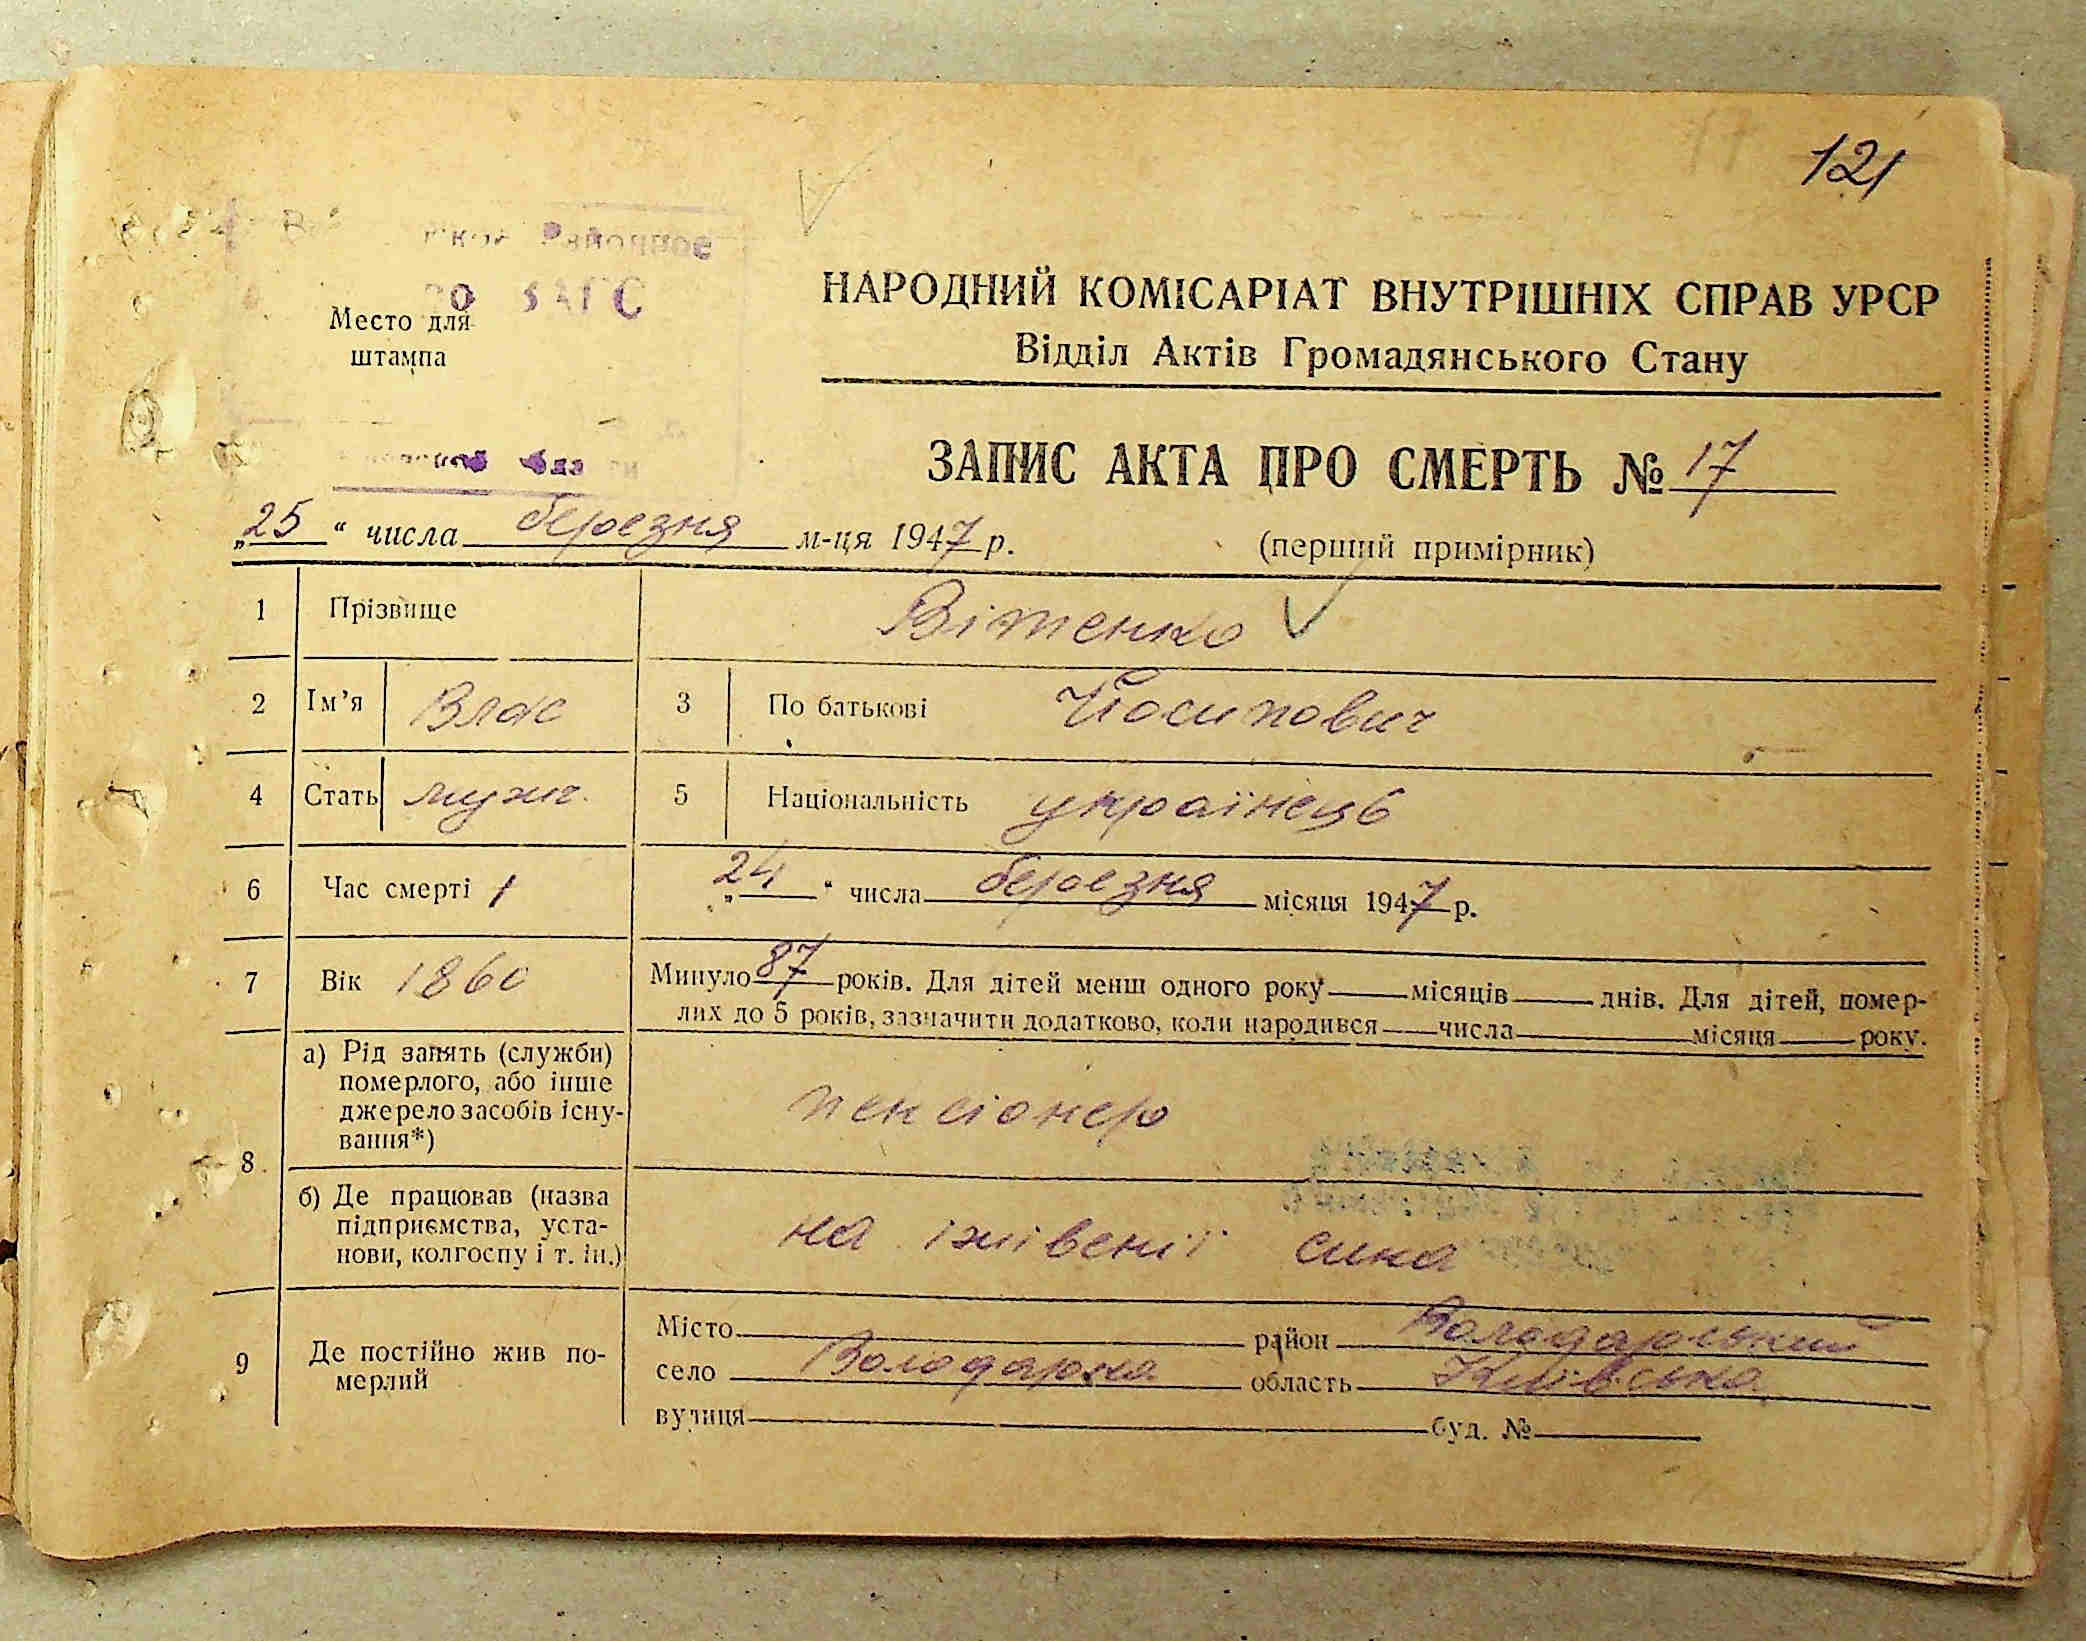 121
Районное
ЗАГС
Место для
штампа
НАРОДНИЙ КОМІСАРІАТ ВНУТРІШНІХ СПРАВ УРСР
Відділ Актів Громадянського Стану
ЗАПИС АКТА ПРО СМЕРТЬ № 17
„25“ числа березня м-ця 1947 р. (перший примірник)
1 Прізвище Вітенко
2 Ім’я Влас 3 По батькові Йосипович
4 Стать мужч. 5 Національність українець
6 Час смерті „24“ числа березня місяця 1947 р.
7 Вік 1860 Минуло 87 років. Для дітей менш одного року місяців днів. Для дітей, помер-
лих до 5 років, зазначити додатково, коли народився числа місяця року.
8 а) Рід занять (служби)
померлого, або інше
джерело засобів існу-
вання*)
пенсіонер
б) Де працював (назва
підприємства, уста-
нови, колгоспу і т. ін.)
на іжівенії сина
9 Де постійно жив по-
мерлий
Місто район Володарський
село Володарка область Київська
вулиця буд. №